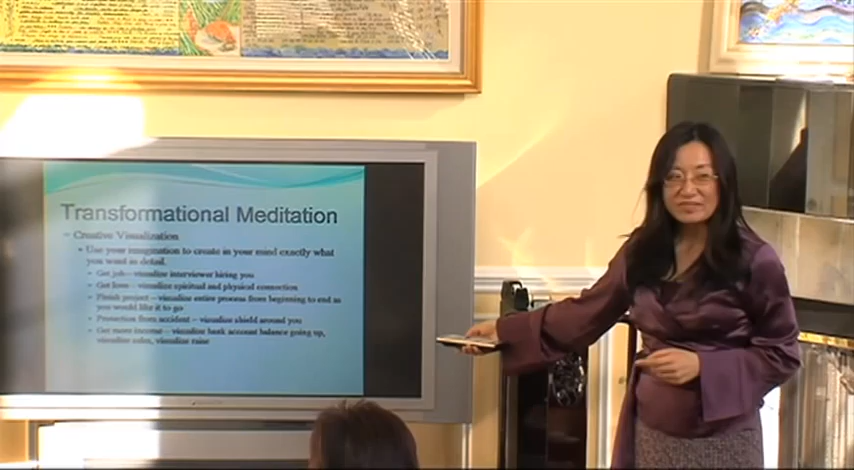 Transformational Meditation
Creative Visualization
Use your imagination to create in your mind exactly what
you want as detail.
Get job – visualize interviewer hiring you
Get love – visualize spiritual and physical connection
Finish project – visualize entire process from beginning to end as
you would like it to go
Protection from accident – visualize shield around you
Get more income – visualize bank account balance going up,
visualize sales, visualize raise